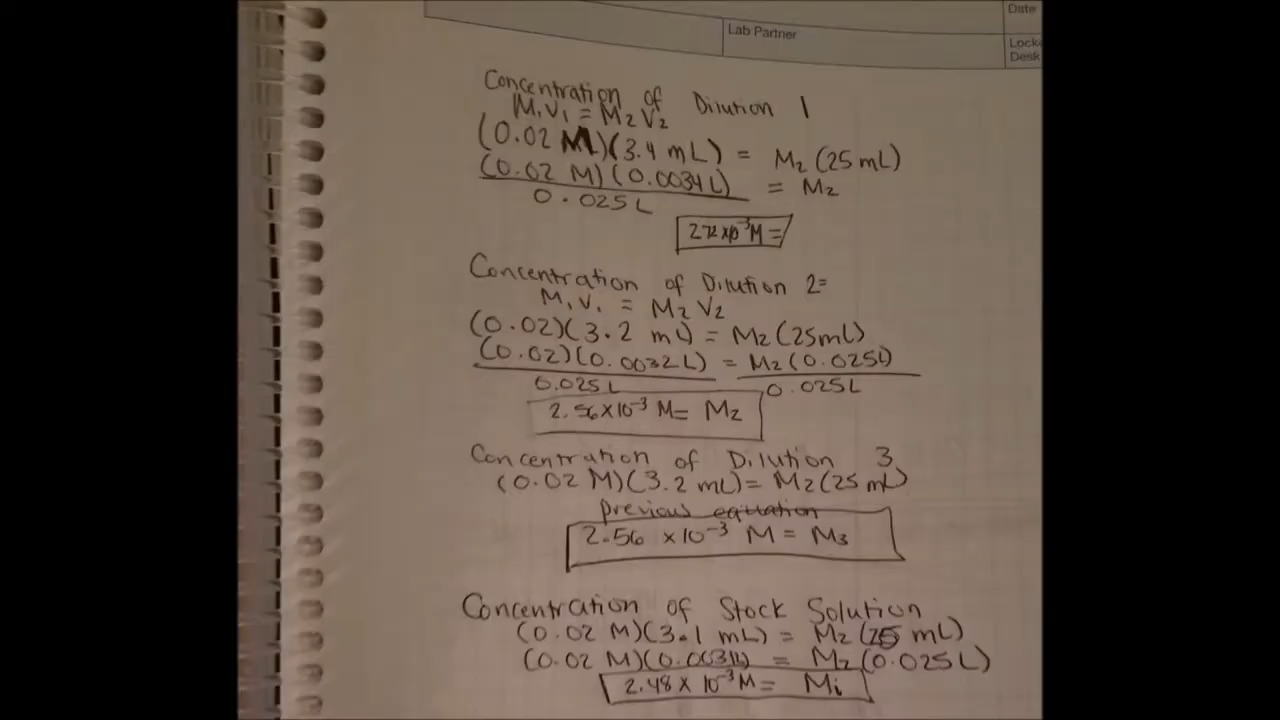 Date
Lab Partner
Lock
Desk
Concentration of Dilution 1
M₁V₁ = M₂V₂
(0.02 M)(3.4 mL) = M₂(25 mL)
(0.02 M)(0.0034L) = M₂
0.025L
2.72x10⁻³M =
Concentration of Dilution 2=
M₁V₁ = M₂V₂
(0.02)(3.2 mL) = M₂(25mL)
(0.02)(0.0032L) = M₂(0.025L)
0.025L 0.025L
2.56x10⁻³ M= M₂
Concentration of Dilution 3
(0.02 M)(3.2 mL) = M₂(25 mL)
previous equation
2.56 x10⁻³ M = M₃
Concentration of Stock Solution
(0.02 M)(3.1 mL) = M₂(25 mL)
(0.02 M)(0.0031L) = M₂(0.025L)
2.48 x 10⁻³M = Mi